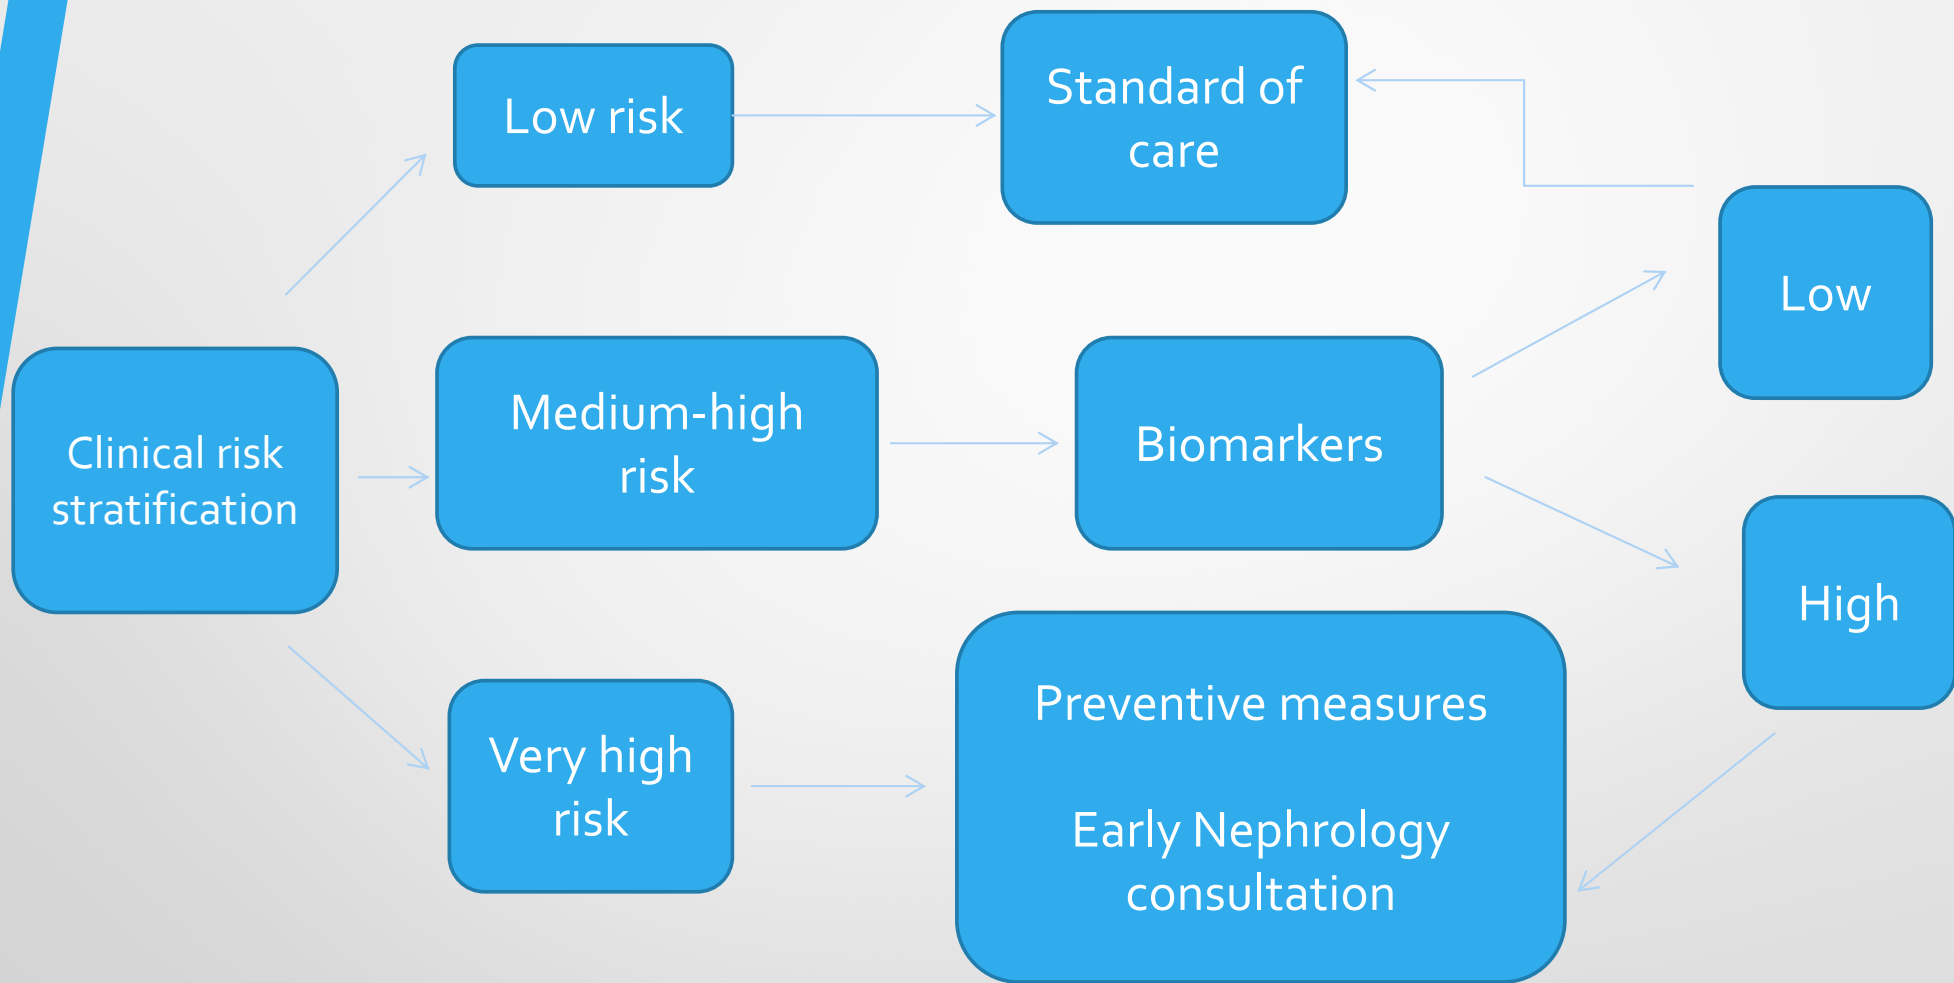 Low risk
Standard of
care
Low
Clinical risk
stratification
Medium-high
risk
Biomarkers
High
Very high
risk
Preventive measures
Early Nephrology
consultation